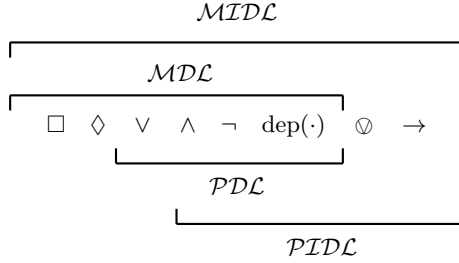 ℳℐ𝒟ℒ
ℳ𝒟ℒ
□ ◊ ∨ ∧ ¬ dep(·) ⦶ →
𝒫𝒟ℒ
𝒫ℐ𝒟ℒ